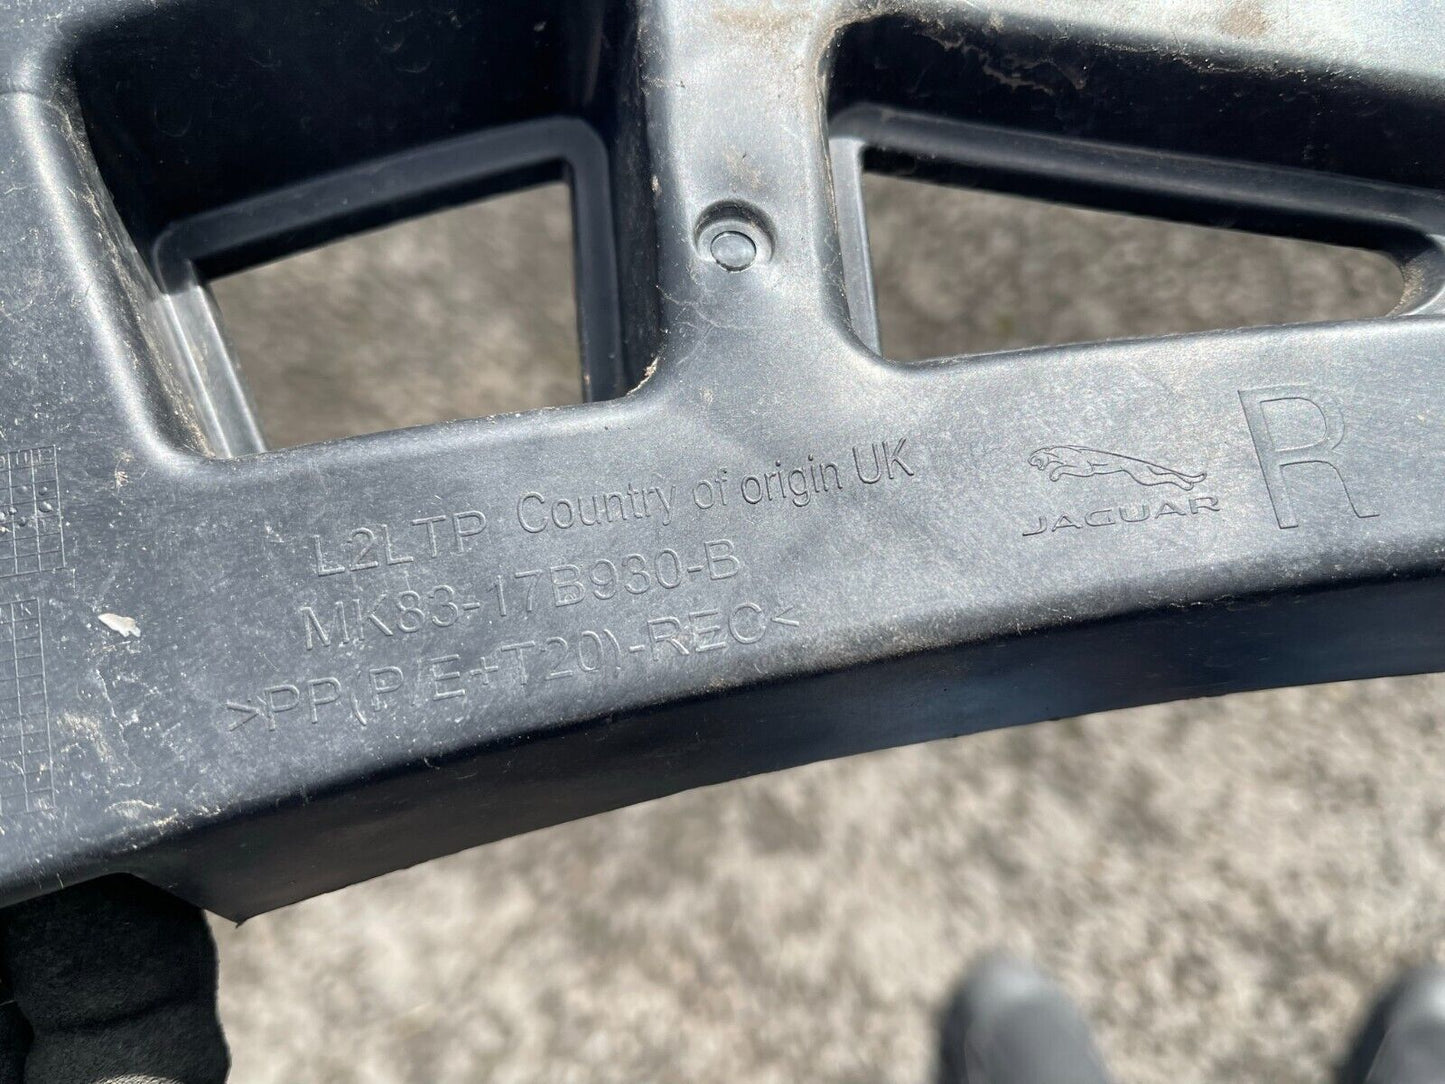 L2LTP Country of origin UK
MK83-17B930-B
>PP(P/E+T20)-REC<
JAGUAR
R